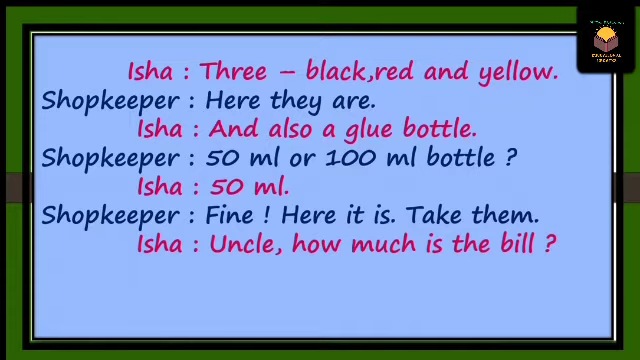 Isha : Three – black,red and yellow.
Shopkeeper : Here they are.
Isha : And also a glue bottle.
Shopkeeper : 50 ml or 100 ml bottle ?
Isha : 50 ml.
Shopkeeper : Fine ! Here it is. Take them.
Isha : Uncle, how much is the bill ?
EDUCATIONAL